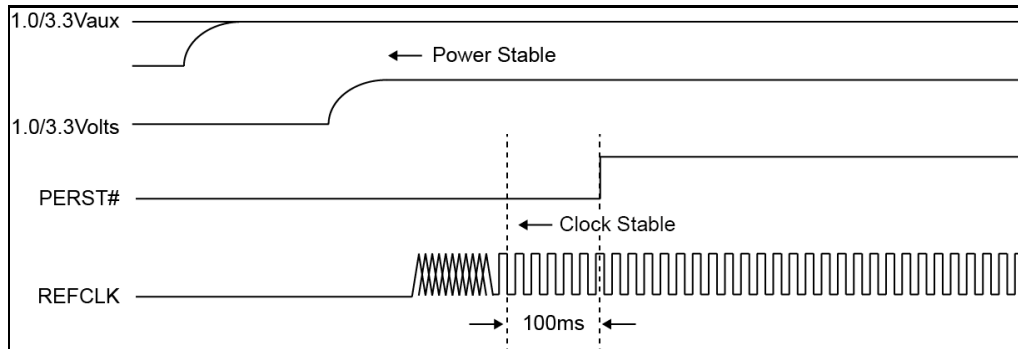 1.0/3.3Vaux
Power Stable
1.0/3.3Volts
PERST#
Clock Stable
REFCLK
100ms